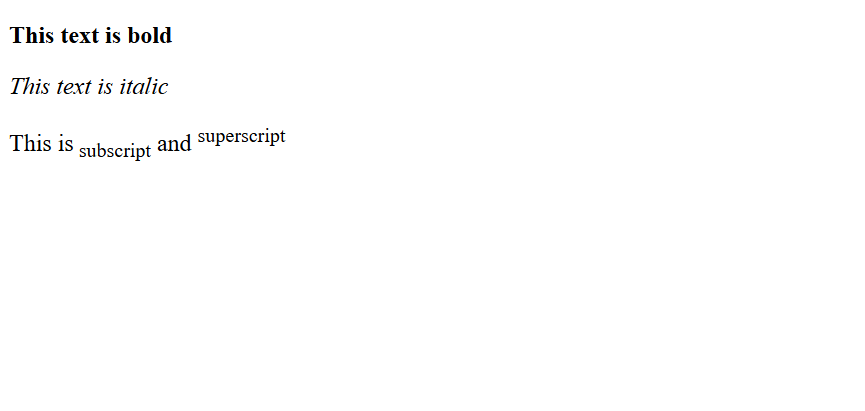 This text is bold
This text is italic
This is subscript and superscript